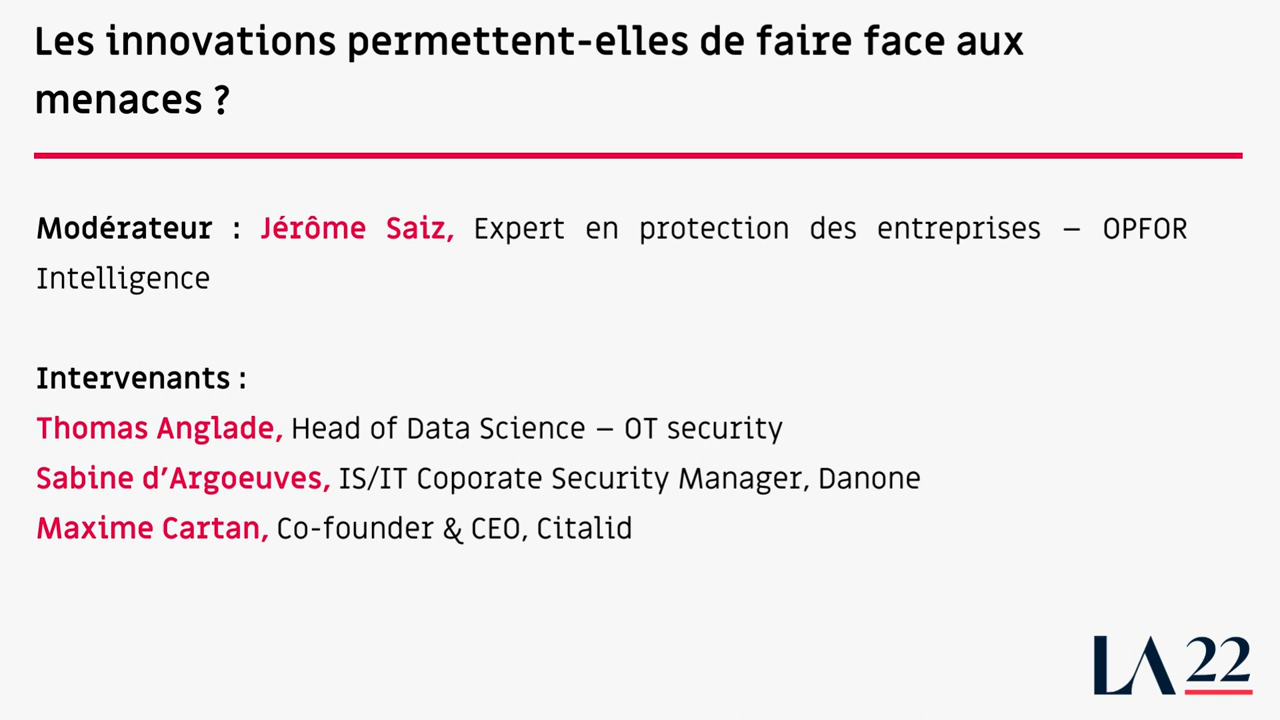 Les innovations permettent-elles de faire face aux
menaces ?
Modérateur : Jérôme Saiz, Expert en protection des entreprises – OPFOR
Intelligence
Intervenants :
Thomas Anglade, Head of Data Science – OT security
Sabine d’Argoeuves, IS/IT Coporate Security Manager, Danone
Maxime Cartan, Co-founder & CEO, Citalid
LA 22